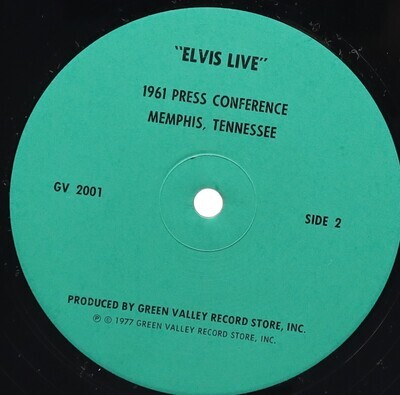 "ELVIS LIVE"
1961 PRESS CONFERENCE
MEMPHIS, TENNESSEE
GV 2001
SIDE 2
PRODUCED BY GREEN VALLEY RECORD STORE, INC.
℗ © 1977 GREEN VALLEY RECORD STORE, INC.